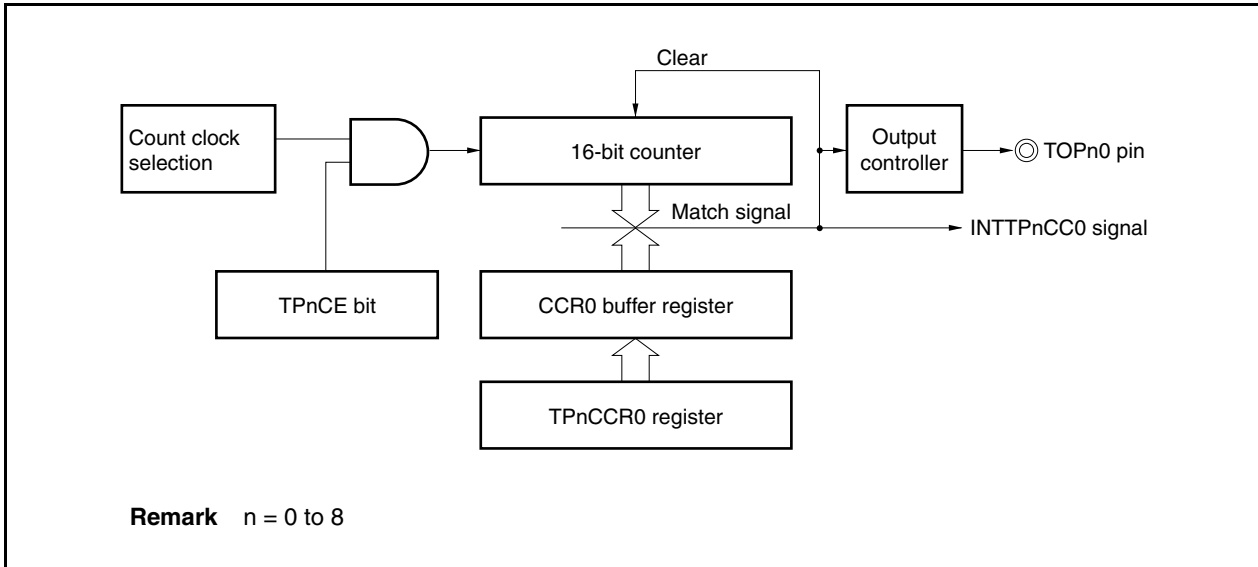 Clear
Count clock
selection
16-bit counter
Output
controller
TOPn0 pin
Match signal
INTTPnCC0 signal
TPnCE bit
CCR0 buffer register
TPnCCR0 register
Remark n = 0 to 8